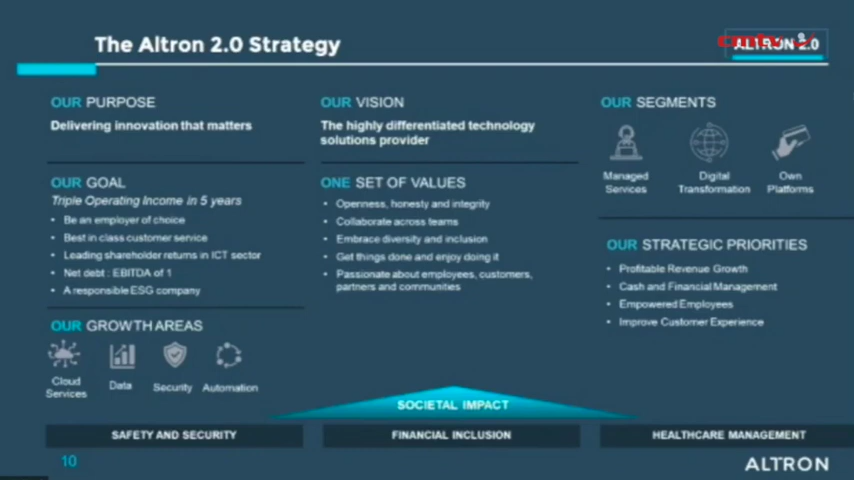 The Altron 2.0 Strategy
ALTRON 2.0
OUR PURPOSE
Delivering innovation that matters
OUR GOAL
Triple Operating Income in 5 years
• Be an employer of choice
• Best in class customer service
• Leading shareholder returns in ICT sector
• Net debt : EBITDA of 1
• A responsible ESG company
OUR GROWTH AREAS
Cloud
Services
Data
Security
Automation
OUR VISION
The highly differentiated technology
solutions provider
ONE SET OF VALUES
• Openness, honesty and integrity
• Collaborate across teams
• Embrace diversity and inclusion
• Get things done and enjoy doing it
• Passionate about employees, customers,
partners and communities
OUR SEGMENTS
Managed
Services
Digital
Transformation
Own
Platforms
OUR STRATEGIC PRIORITIES
• Profitable Revenue Growth
• Cash and Financial Management
• Empowered Employees
• Improve Customer Experience
SOCIETAL IMPACT
SAFETY AND SECURITY
FINANCIAL INCLUSION
HEALTHCARE MANAGEMENT
10
ALTRON